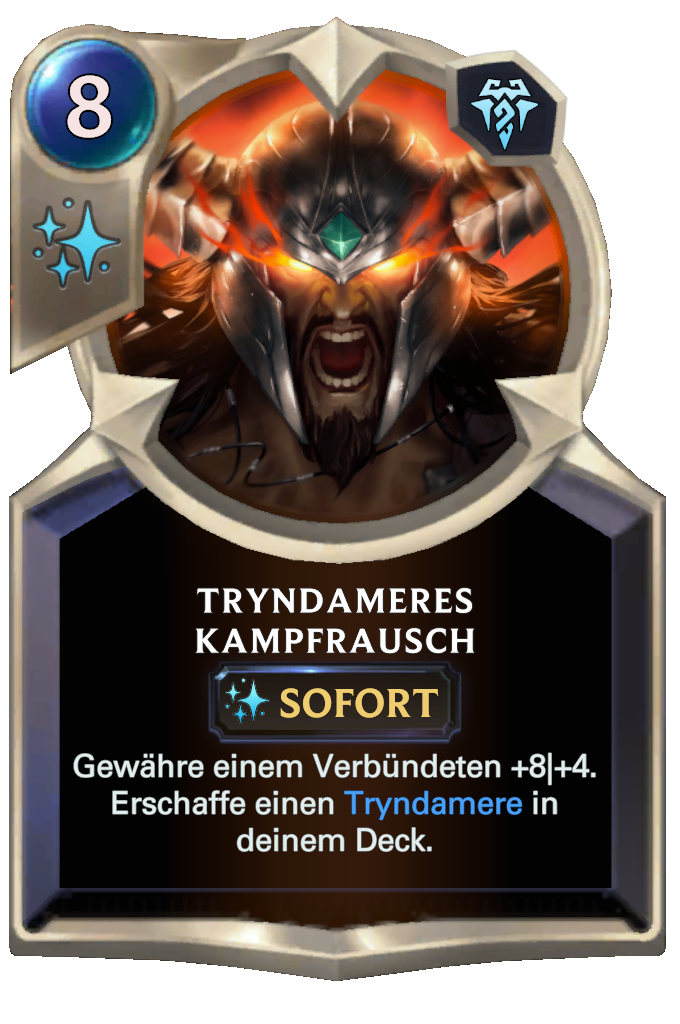 8
TRYNDAMERES
KAMPFRAUSCH
SOFORT
Gewähre einem Verbündeten +8|+4.
Erschaffe einen Tryndamere in
deinem Deck.